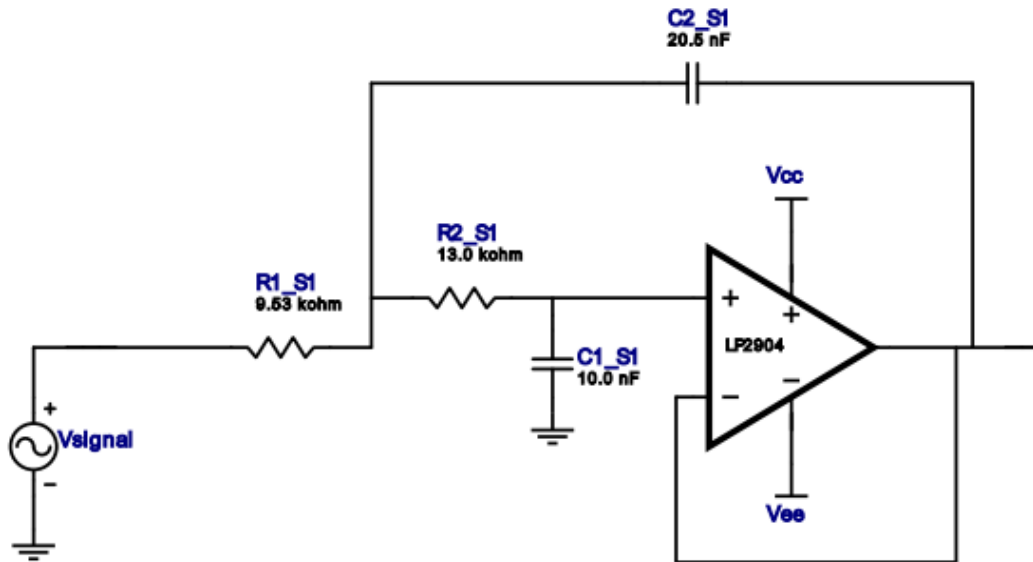 C2_S1
20.5 nF
Vcc
R2_S1
13.0 kohm
R1_S1
9.53 kohm
+
+
LP2904
C1_S1
10.0 nF
−
−
+
Vsignal
−
Vee